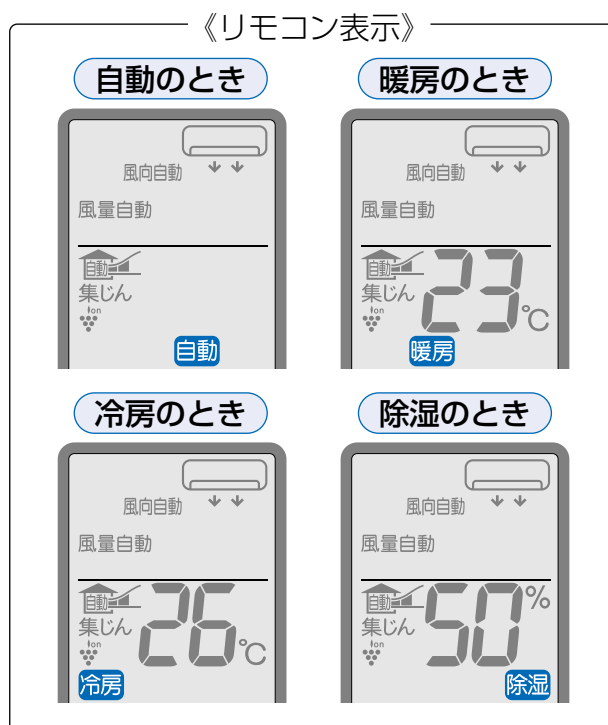 《リモコン表示》
自動のとき
風向自動
風量自動
自動
集じん
Ion
自動
暖房のとき
風向自動
風量自動
自動
集じん
23℃
Ion
暖房
冷房のとき
風向自動
風量自動
自動
集じん
26℃
Ion
冷房
除湿のとき
風向自動
風量自動
自動
集じん
50%
Ion
除湿